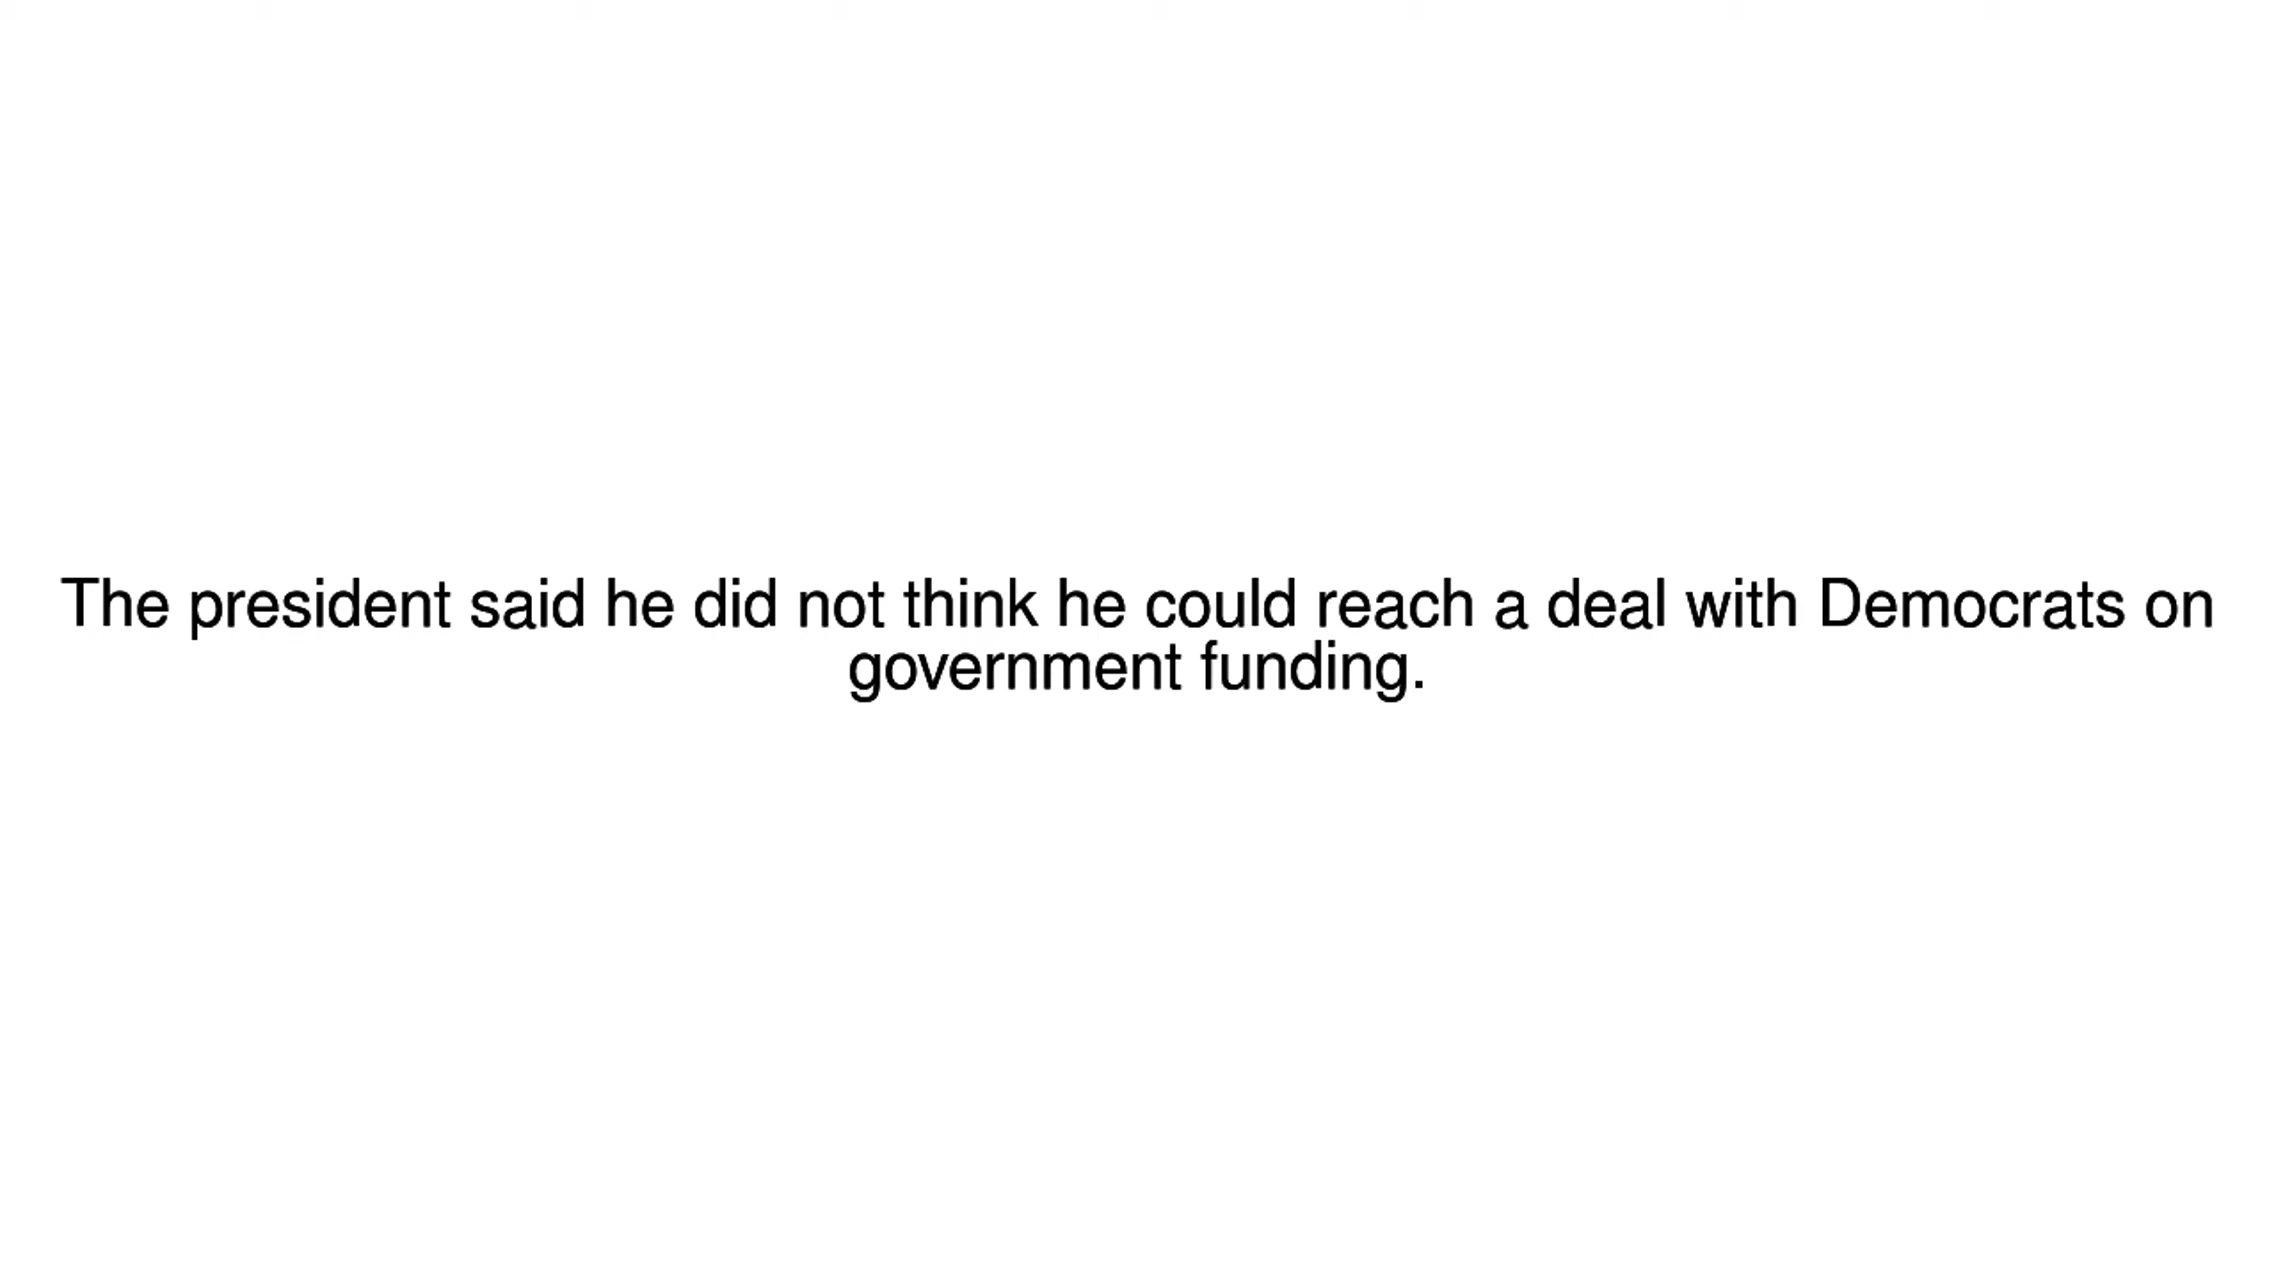 The president said he did not think he could reach a deal with Democrats on
government funding.